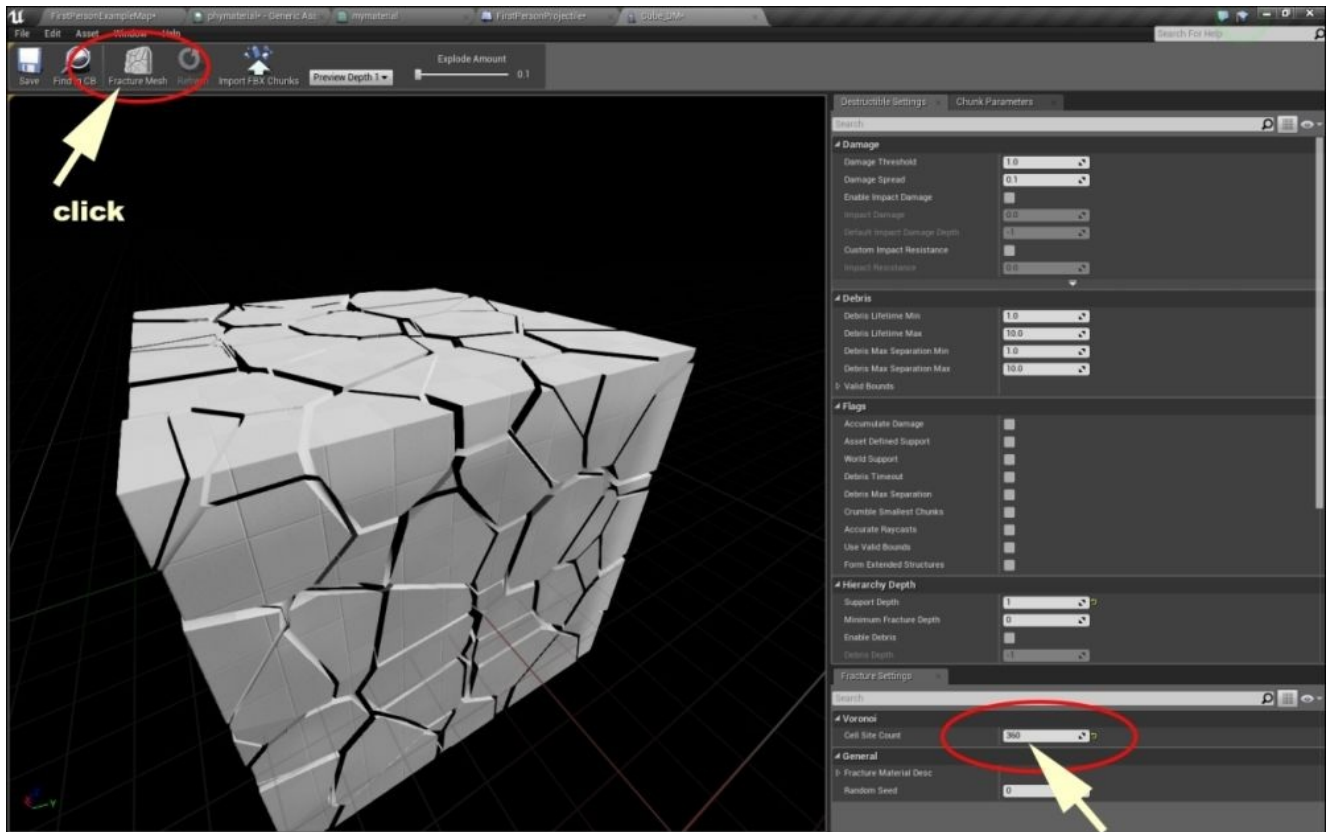 FirstPersonExampleMap*
phymaterial* - Generic Ass
mymaterial
FirstPersonProjectile*
Cube_DM*
File Edit Asset Window Help
Search For Help
Save Find in CB Fracture Mesh Import FBX Chunks Preview Depth 1
Explode Amount
0.1
click
Destructible Settings Chunk Parameters
Search
Damage
Damage Threshold 1.0
Damage Spread 0.1
Enable Impact Damage
Impact Damage 0.0
Default Impact Damage Depth -1
Custom Impact Resistance
Impact Resistance 0.0
Debris
Debris Lifetime Min 1.0
Debris Lifetime Max 10.0
Debris Max Separation Min 1.0
Debris Max Separation Max 10.0
Valid Bounds
Flags
Accumulate Damage
Asset Defined Support
World Support
Debris Timeout
Debris Max Separation
Crumble Smallest Chunks
Accurate Raycasts
Use Valid Bounds
Form Extended Structures
Hierarchy Depth
Support Depth 1
Minimum Fracture Depth 0
Enable Debris
Debris Depth -1
Fracture Settings
Search
Voronoi
Cell Site Count 360
General
Fracture Material Desc
Random Seed 0
Y